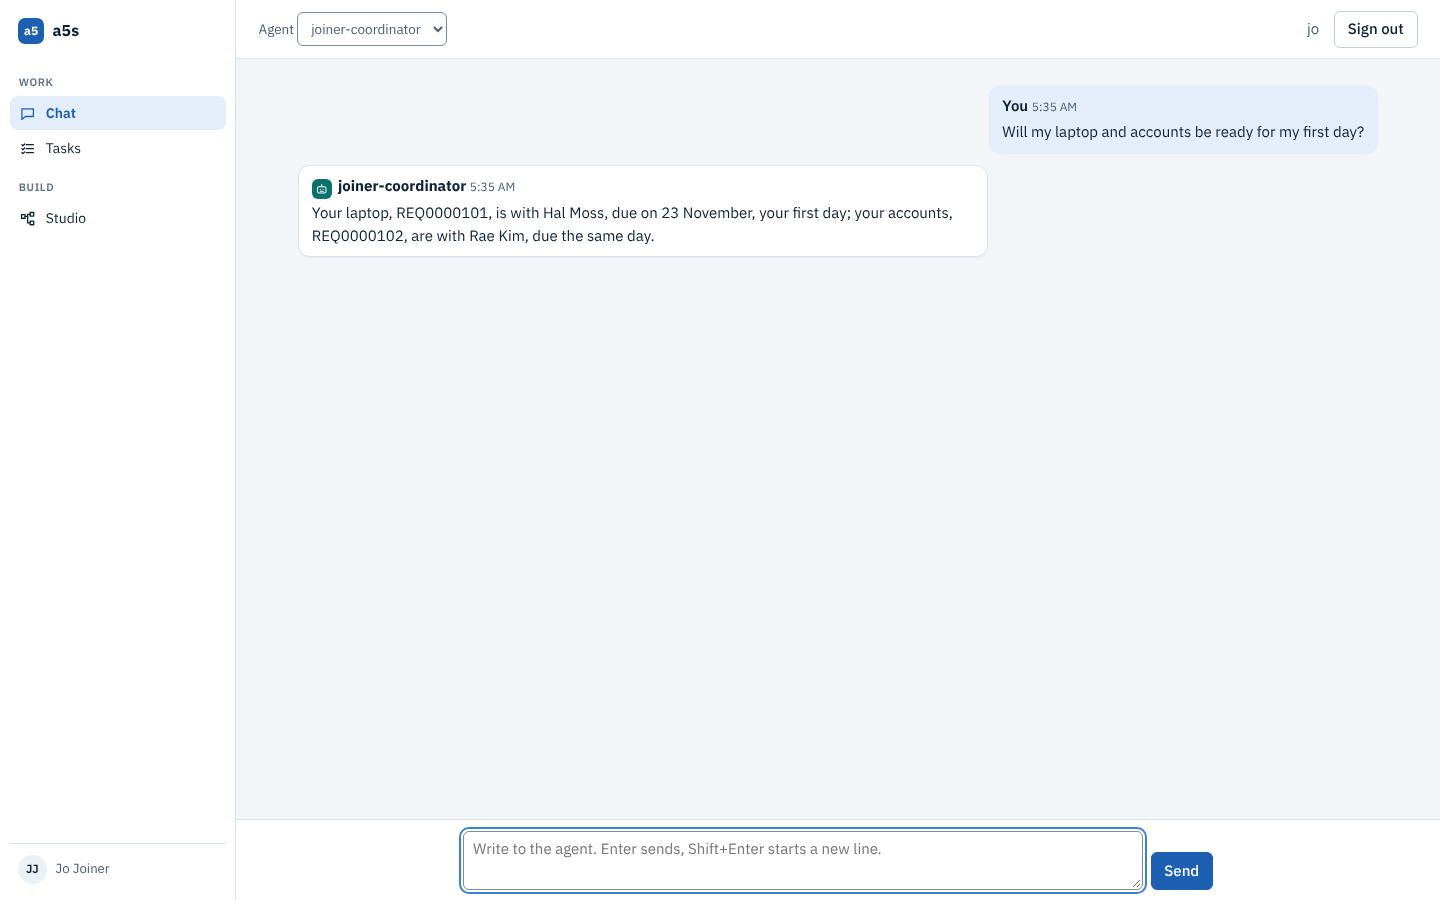 a5 a5s
Agent joiner-coordinator
jo
Sign out
WORK
Chat
Tasks
BUILD
Studio
You 5:35 AM
Will my laptop and accounts be ready for my first day?
joiner-coordinator 5:35 AM
Your laptop, REQ0000101, is with Hal Moss, due on 23 November, your first day; your accounts,
REQ0000102, are with Rae Kim, due the same day.
Write to the agent. Enter sends, Shift+Enter starts a new line.
Send
JJ Jo Joiner